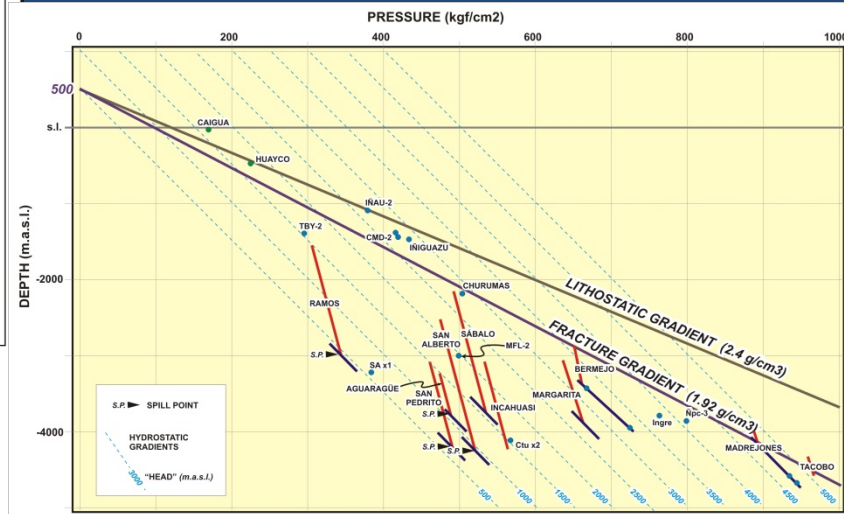 PRESSURE (kgf/cm2)
0
200
400
600
800
1000
500
s.l.
-2000
-4000
DEPTH (m.a.s.l.)
CAIGUA
HUAYCO
IÑAU-2
TBY-2
CMD-2
IÑIGUAZU
CHURUMAS
LITHOSTATIC GRADIENT (2.4 g/cm3)
FRACTURE GRADIENT (1.92 g/cm3)
RAMOS
SAN
ALBERTO
SÁBALO
MFL-2
S.P.
SA x1
AGUARAGÜE
SAN
PEDRITO
S.P.
INCAHUASI
BERMEJO
MARGARITA
Ingre
Ñpc-3
S.P.
S.P.
Ctu x2
MADREJONES
TACOBO
S.P. SPILL POINT
HYDROSTATIC
GRADIENTS
3000
"HEAD" (m.a.s.l.)
500
1000
1500
2000
2500
3000
3500
4000
4500
5000